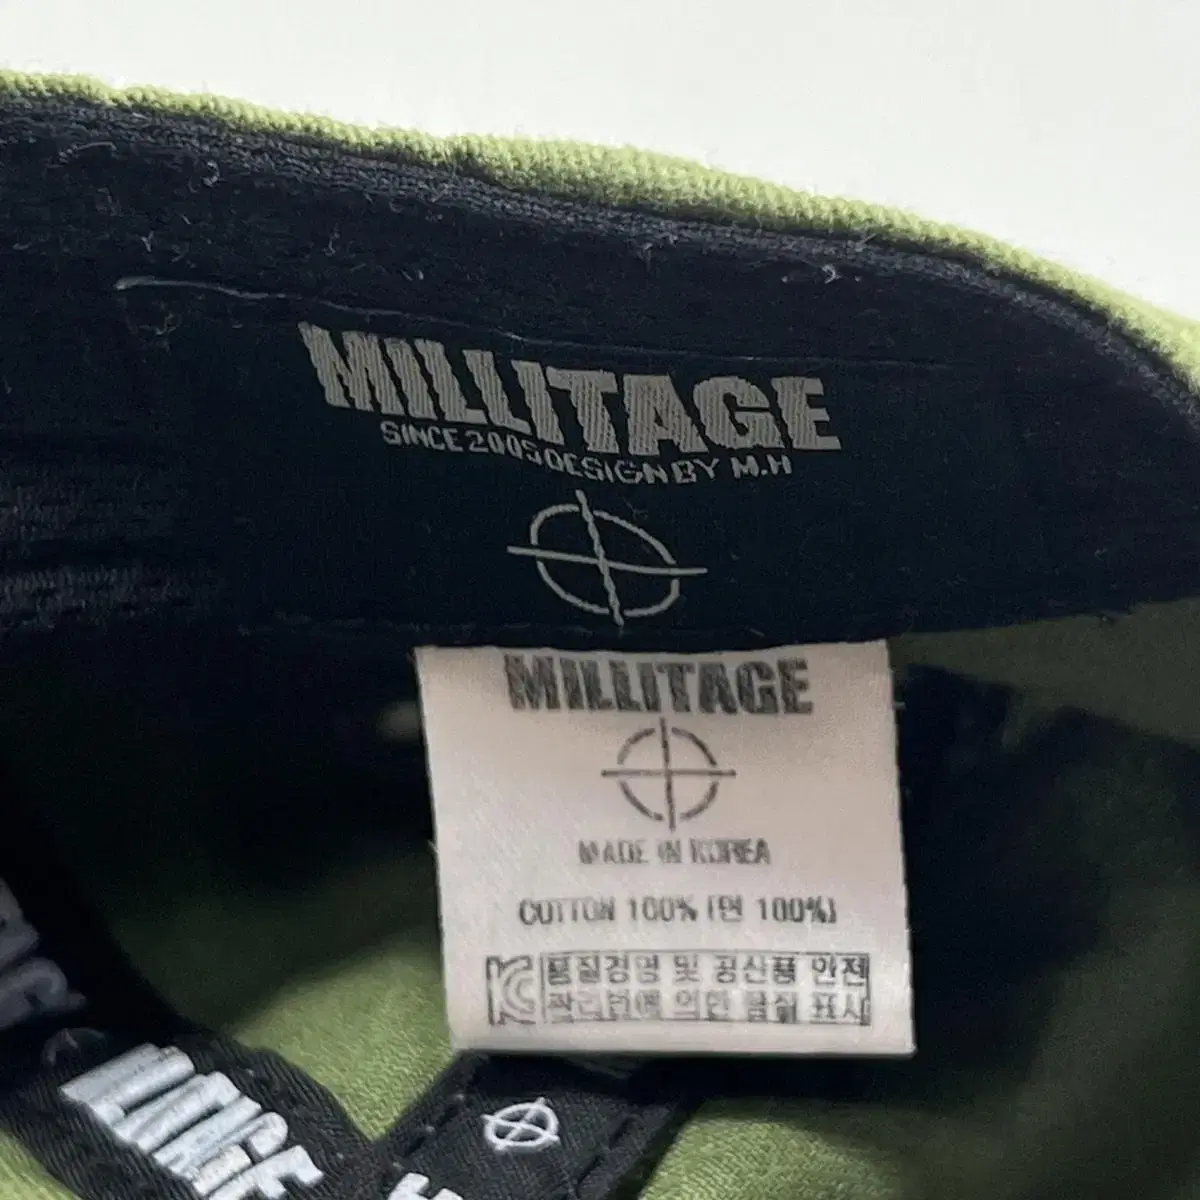 MILLITAGE
SINCE 2005 DESIGN BY M.H
MILLITAGE
MADE IN KOREA
COTTON 100% (면 100%)
품질경영 및 공산품 안전
관리법에 의한 품질 표시